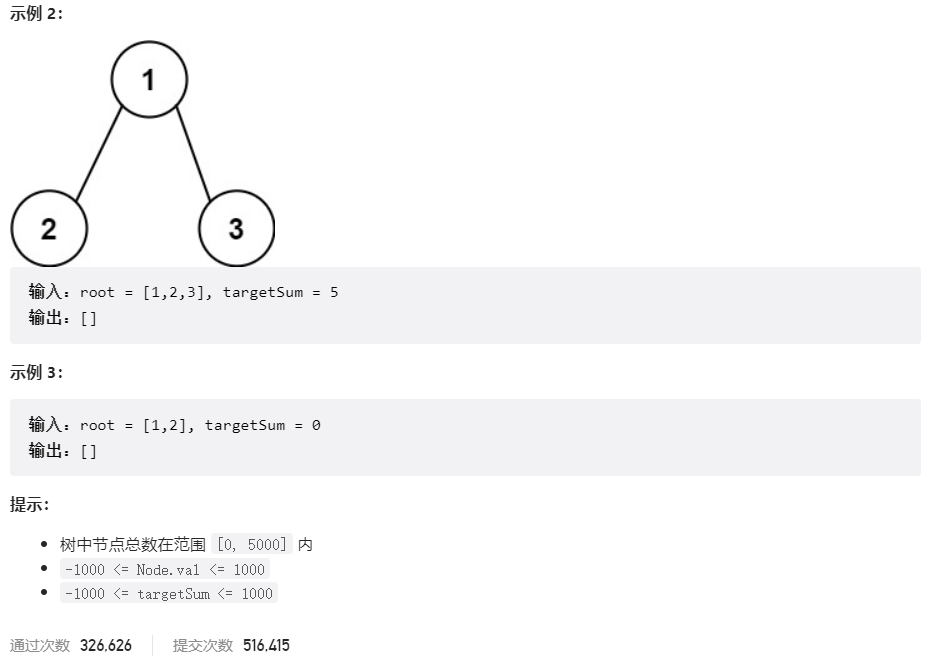 示例 2：
1
2
3
输入：root = [1,2,3], targetSum = 5
输出：[]
示例 3：
输入：root = [1,2], targetSum = 0
输出：[]
提示：
树中节点总数在范围 [0, 5000] 内
-1000 <= Node.val <= 1000
-1000 <= targetSum <= 1000
通过次数 326,626 提交次数 516,415